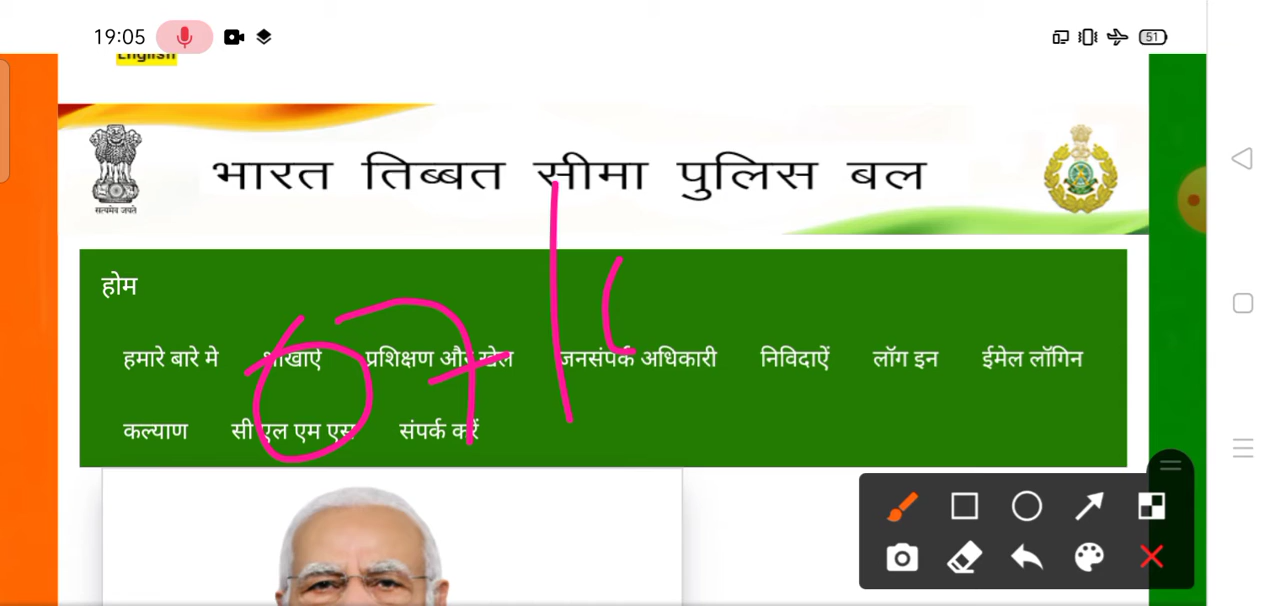 19:05
51
English
भारत तिब्बत सीमा पुलिस बल
सत्यमेव जयते
होम
हमारे बारे मे शाखाऐं प्रशिक्षण और खेल जनसंपर्क अधिकारी निविदाऐं लॉग इन ईमेल लॉगिन
कल्याण सी एल एम एस संपर्क करें